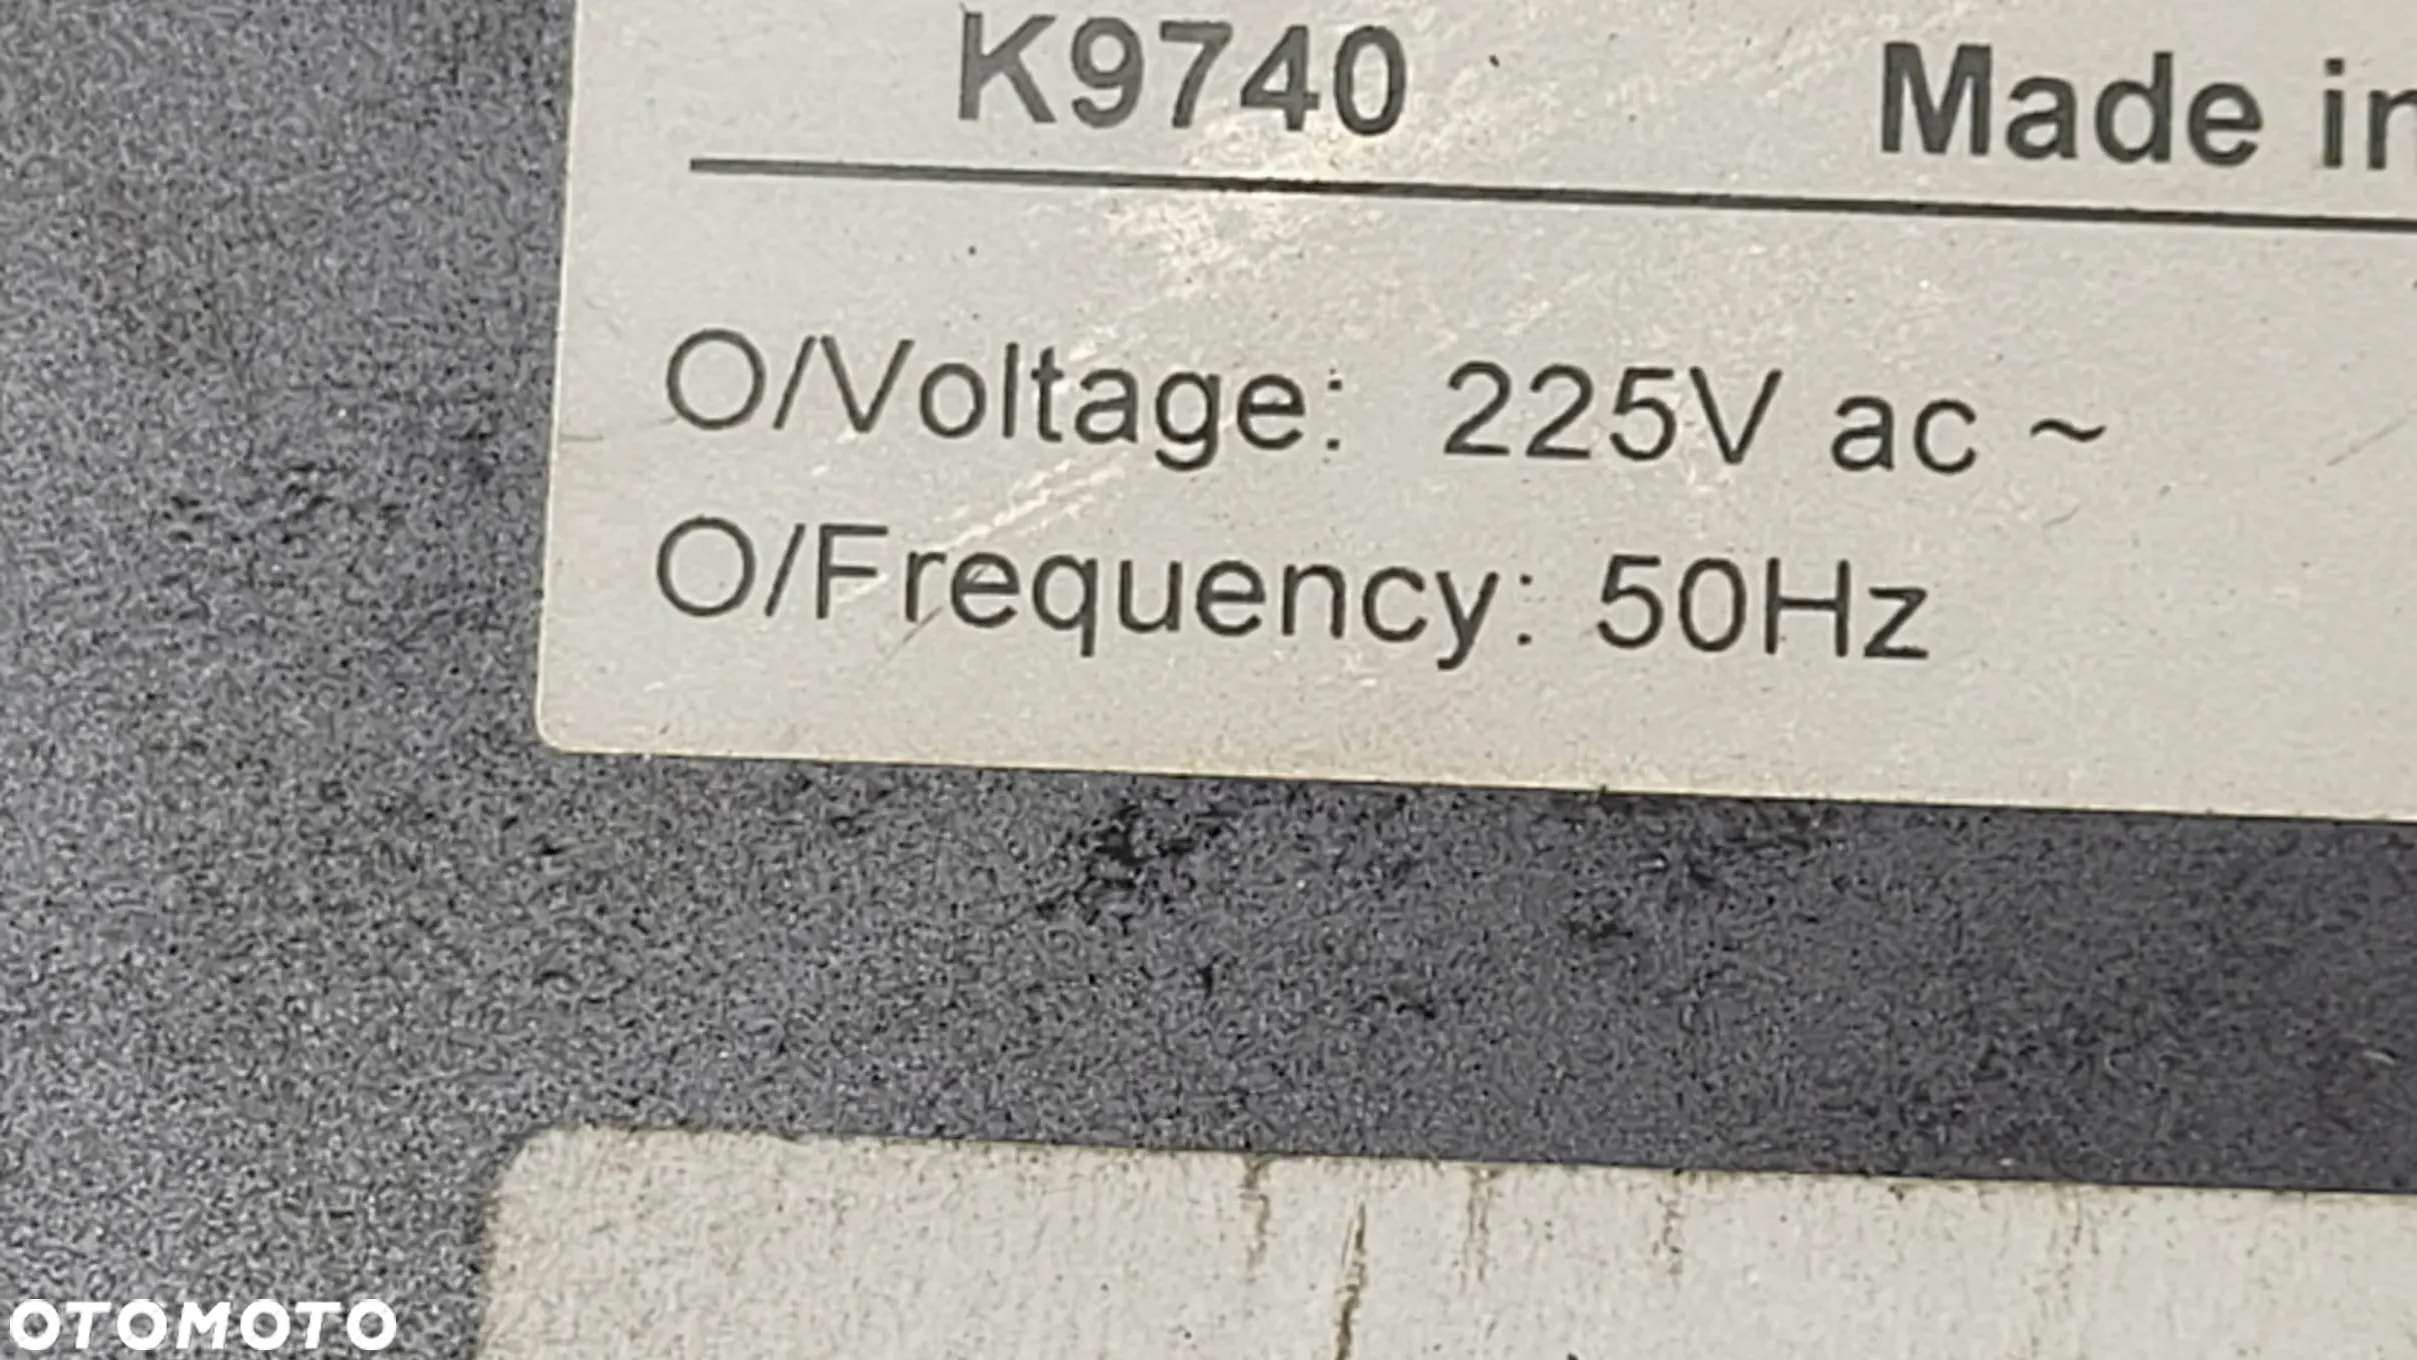 K9740 Made in
O/Voltage: 225V ac ~
O/Frequency: 50Hz
OTOMOTO